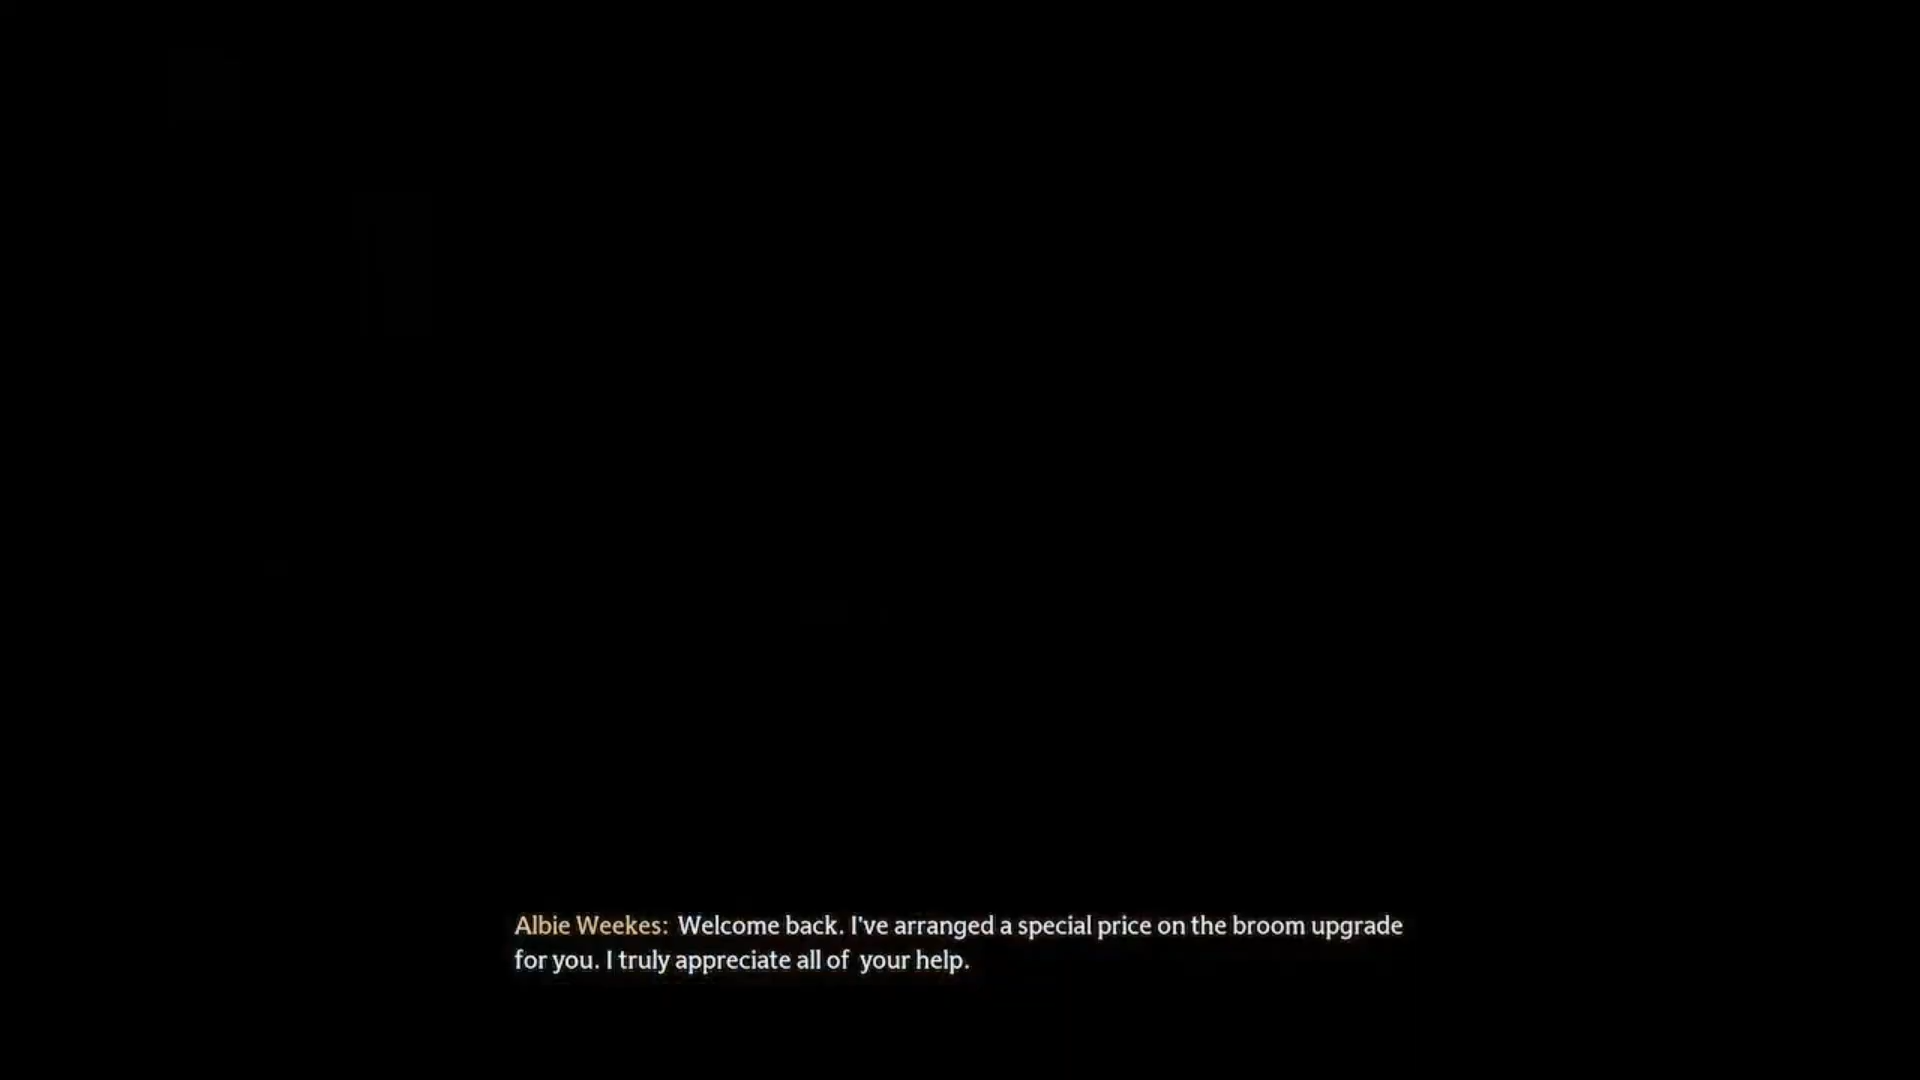 Albie Weekes: Welcome back. I've arranged a special price on the broom upgrade
for you. I truly appreciate all of  your help.